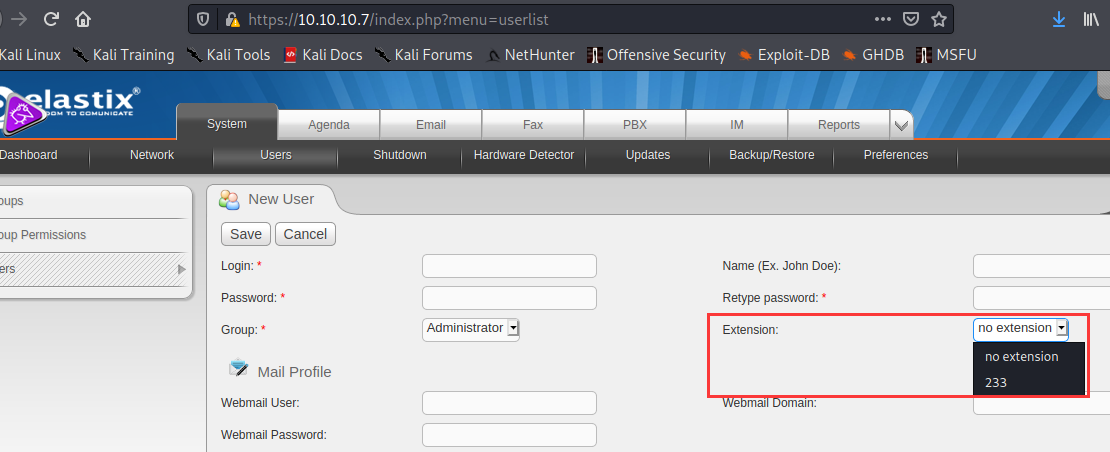 https://10.10.10.7/index.php?menu=userlist
Kali Linux Kali Training Kali Tools Kali Docs Kali Forums NetHunter Offensive Security Exploit-DB GHDB MSFU
elastix®
DOM TO COMUNICATE
System Agenda Email Fax PBX IM Reports
Dashboard Network Users Shutdown Hardware Detector Updates Backup/Restore Preferences
oups
oup Permissions
ers
New User
Save Cancel
Login: * Name (Ex. John Doe):
Password: * Retype password: *
Group: * Administrator Extension: no extension
no extension
233
Mail Profile
Webmail User: Webmail Domain:
Webmail Password: